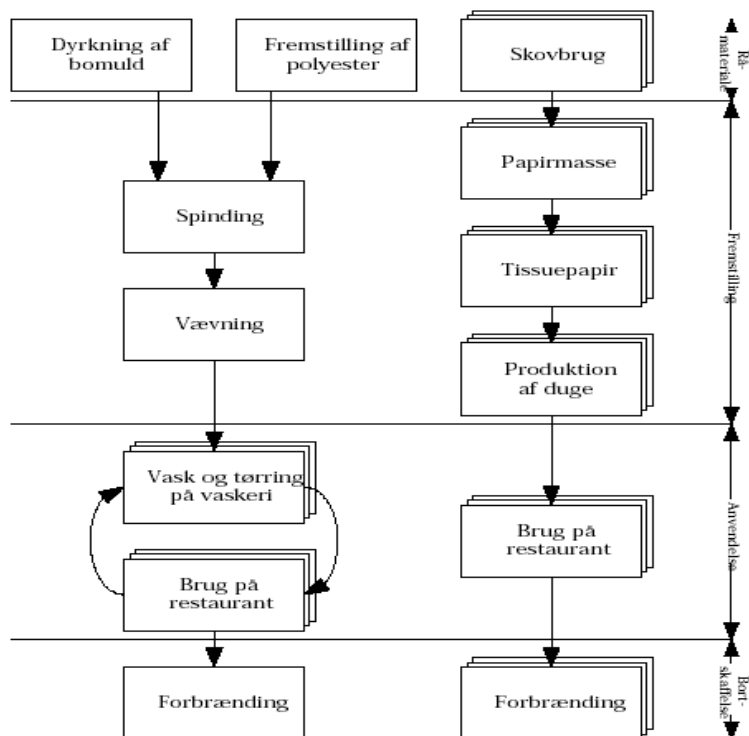 Dyrkning af
bomuld
Fremstilling af
polyester
Skovbrug
Rå-
materiale
Papirmasse
Spinding
Tissuepapir
Fremstilling
Vævning
Produktion
af duge
Vask og tørring
på vaskeri
Brug på
restaurant
Anvendelse
Brug på
restaurant
Forbrænding
Forbrænding
Bort-
skaffelse